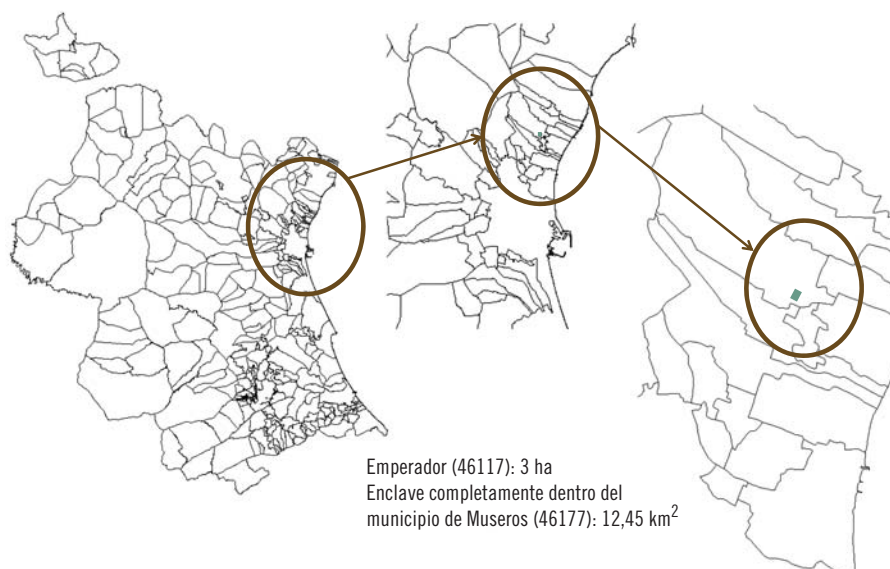 Emperador (46117): 3 ha
Enclave completamente dentro del
municipio de Museros (46177): 12,45 km²